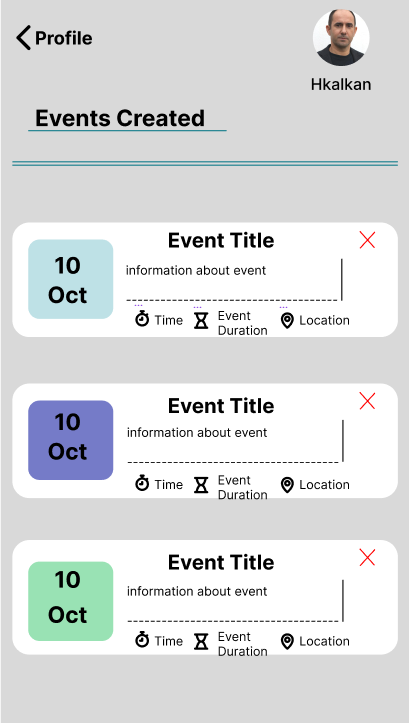 Profile
Hkalkan
Events Created
Event Title
10
Oct
information about event
Time
Event
Duration
Location
Event Title
10
Oct
information about event
Time
Event
Duration
Location
Event Title
10
Oct
information about event
Time
Event
Duration
Location